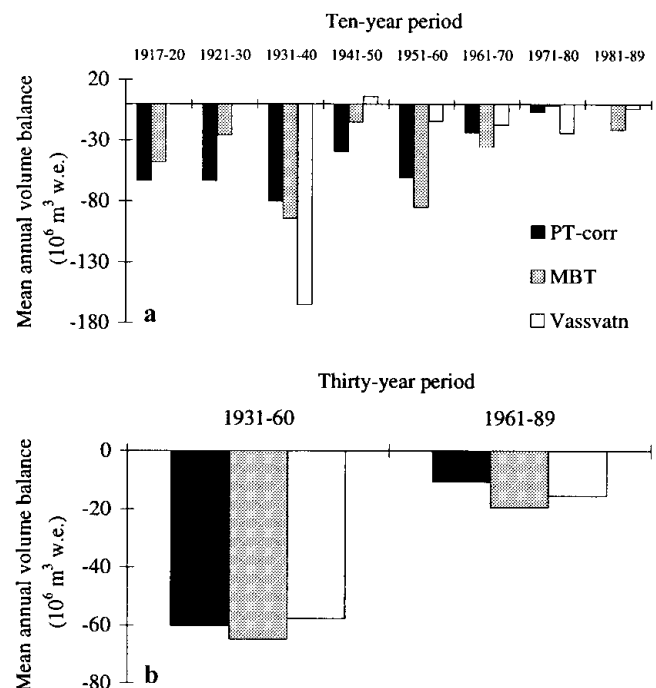 Ten-year period
1917-20 1921-30 1931-40 1941-50 1951-60 1961-70 1971-80 1981-89
Mean annual volume balance
(10⁶ m³ w.e.)
20
-30
-80
-130
-180
a
PT-corr
MBT
Vassvatn
Thirty-year period
1931-60 1961-89
Mean annual volume balance
(10⁶ m³ w.e.)
0
-20
-40
-60
-80
b